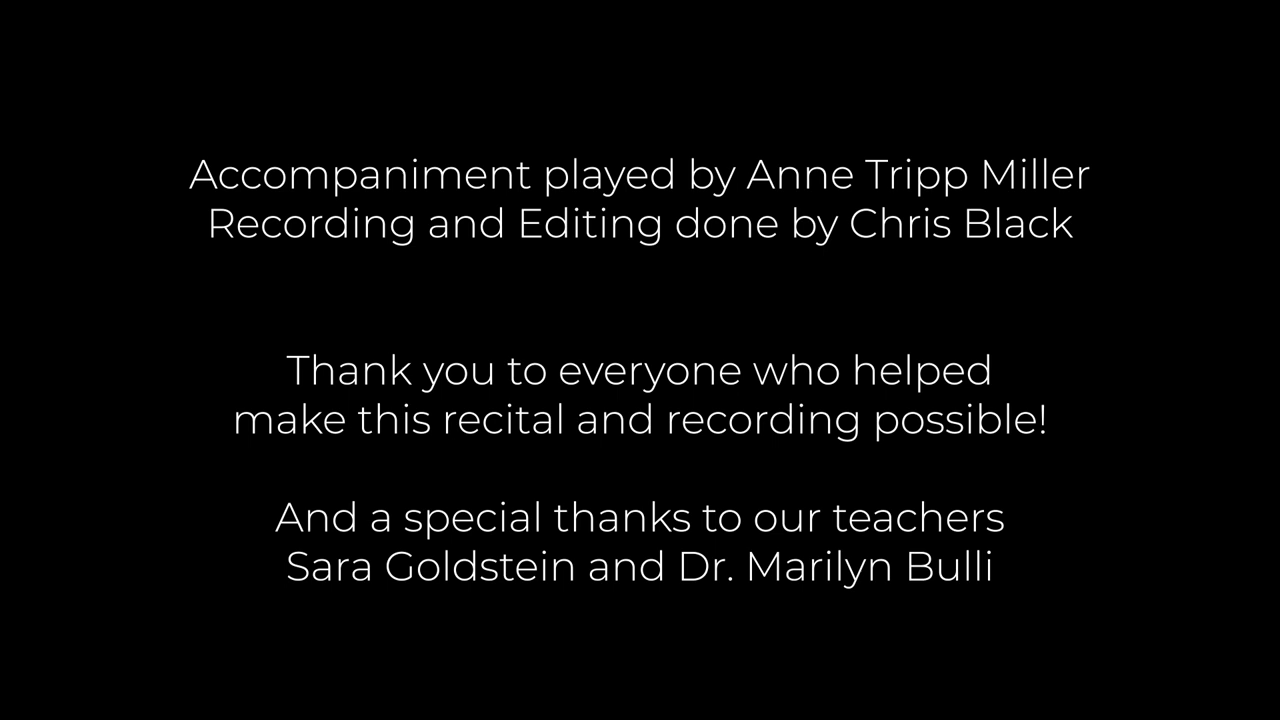 Accompaniment played by Anne Tripp Miller
Recording and Editing done by Chris Black
Thank you to everyone who helped
make this recital and recording possible!
And a special thanks to our teachers
Sara Goldstein and Dr. Marilyn Bulli